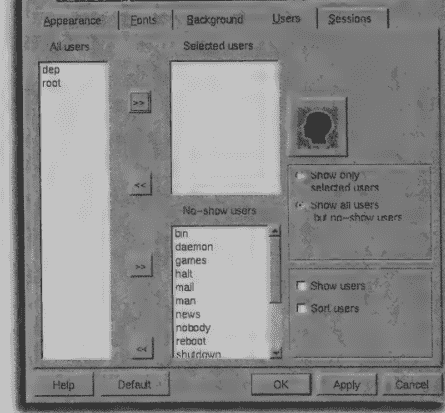 Appearance Fonts Background Users Sessions
All users
Selected users
dep
root
>>
<<
Show only
selected users
Show all users
but no-show users
No-show users
bin
daemon
games
halt
mail
man
news
nobody
reboot
shutdown
>>
<<
Show users
Sort users
Help Default OK Apply Cancel